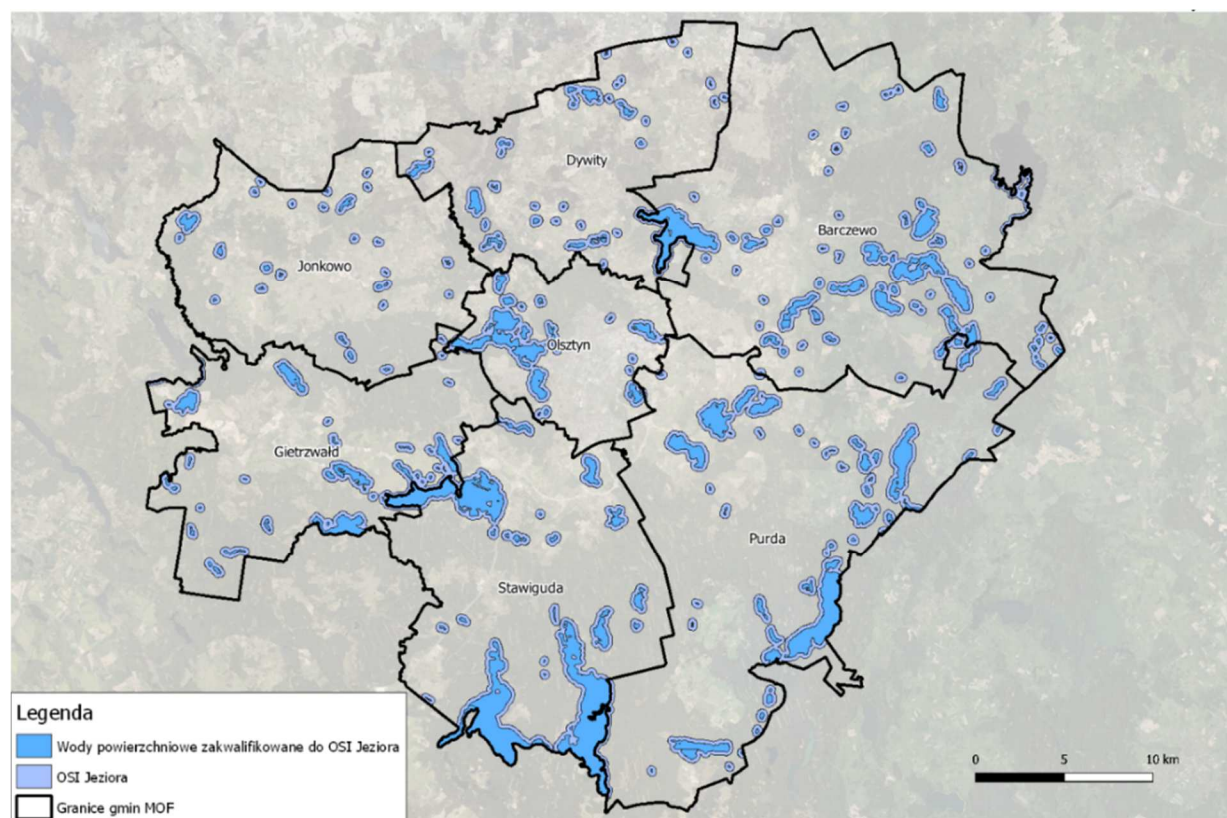 Dywity
Barczewo
Jonkowo
Olsztyn
Gietrzwałd
Purda
Stawiguda
Legenda
Wody powierzchniowe zakwalifikowane do OSI Jeziora
OSI Jeziora
Granice gmin MOF
0 5 10 km